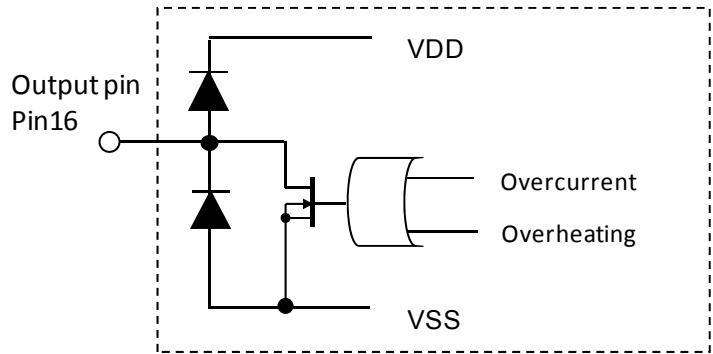 VDD
Output pin
Pin16
Overcurrent
Overheating
VSS